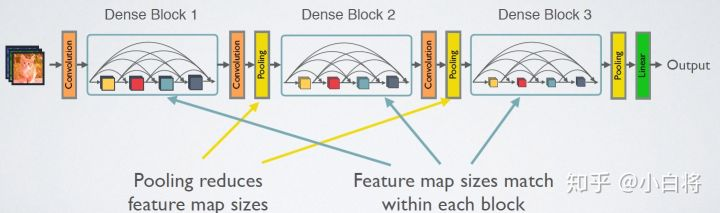 Dense Block 1
Dense Block 2
Dense Block 3
Convolution
Convolution
Pooling
Convolution
Pooling
Pooling
Linear
Output
Pooling reduces
feature map sizes
Feature map sizes match
within each block
知乎 @小白将